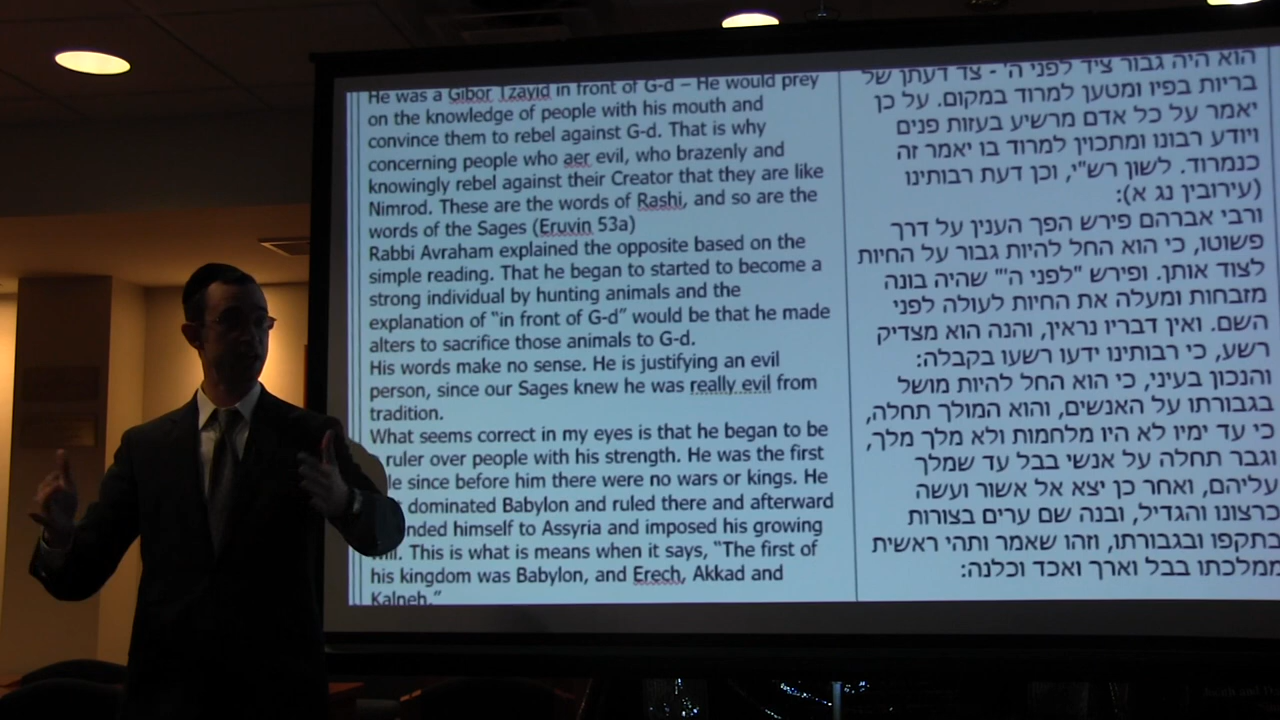 He was a Gibor Tzayid in front of G-d – He would prey
on the knowledge of people with his mouth and
convince them to rebel against G-d. That is why
concerning people who aer evil, who brazenly and
knowingly rebel against their Creator that they are like
Nimrod. These are the words of Rashi, and so are the
words of the Sages (Eruvin 53a)
Rabbi Avraham explained the opposite based on the
simple reading. That he began to started to become a
strong individual by hunting animals and the
explanation of "in front of G-d" would be that he made
alters to sacrifice those animals to G-d.
His words make no sense. He is justifying an evil
person, since our Sages knew he was really evil from
tradition.
What seems correct in my eyes is that he began to be
ruler over people with his strength. He was the first
le since before him there were no wars or kings. He
dominated Babylon and ruled there and afterward
nded himself to Assyria and imposed his growing
. This is what is means when it says, "The first of
his kingdom was Babylon, and Erech, Akkad and
Kalneh."
הוא היה גבור ציד לפני ה' - צד דעתן של
בריות בפיו ומטען למרוד במקום. על כן
יאמר על כל אדם מרשיע בעזות פנים
ויודע רבונו ומתכוין למרוד בו יאמר זה
כנמרוד. לשון רש"י, וכן דעת רבותינו
(עירובין נג א):
ורבי אברהם פירש הפך הענין על דרך
פשוטו, כי הוא החל להיות גבור על החיות
לצוד אותן. ופירש "לפני ה'" שהיה בונה
מזבחות ומעלה את החיות לעולה לפני
השם. ואין דבריו נראין, והנה הוא מצדיק
רשע, כי רבותינו ידעו רשעו בקבלה:
והנכון בעיני, כי הוא החל להיות מושל
בגבורתו על האנשים, והוא המולך תחלה,
כי עד ימיו לא היו מלחמות ולא מלך מלך,
וגבר תחלה על אנשי בבל עד שמלך
עליהם, ואחר כן יצא אל אשור ועשה
כרצונו והגדיל, ובנה שם ערים בצורות
בתקפו ובגבורתו, וזהו שאמר ותהי ראשית
ממלכתו בבל וארך ואכד וכלנה: